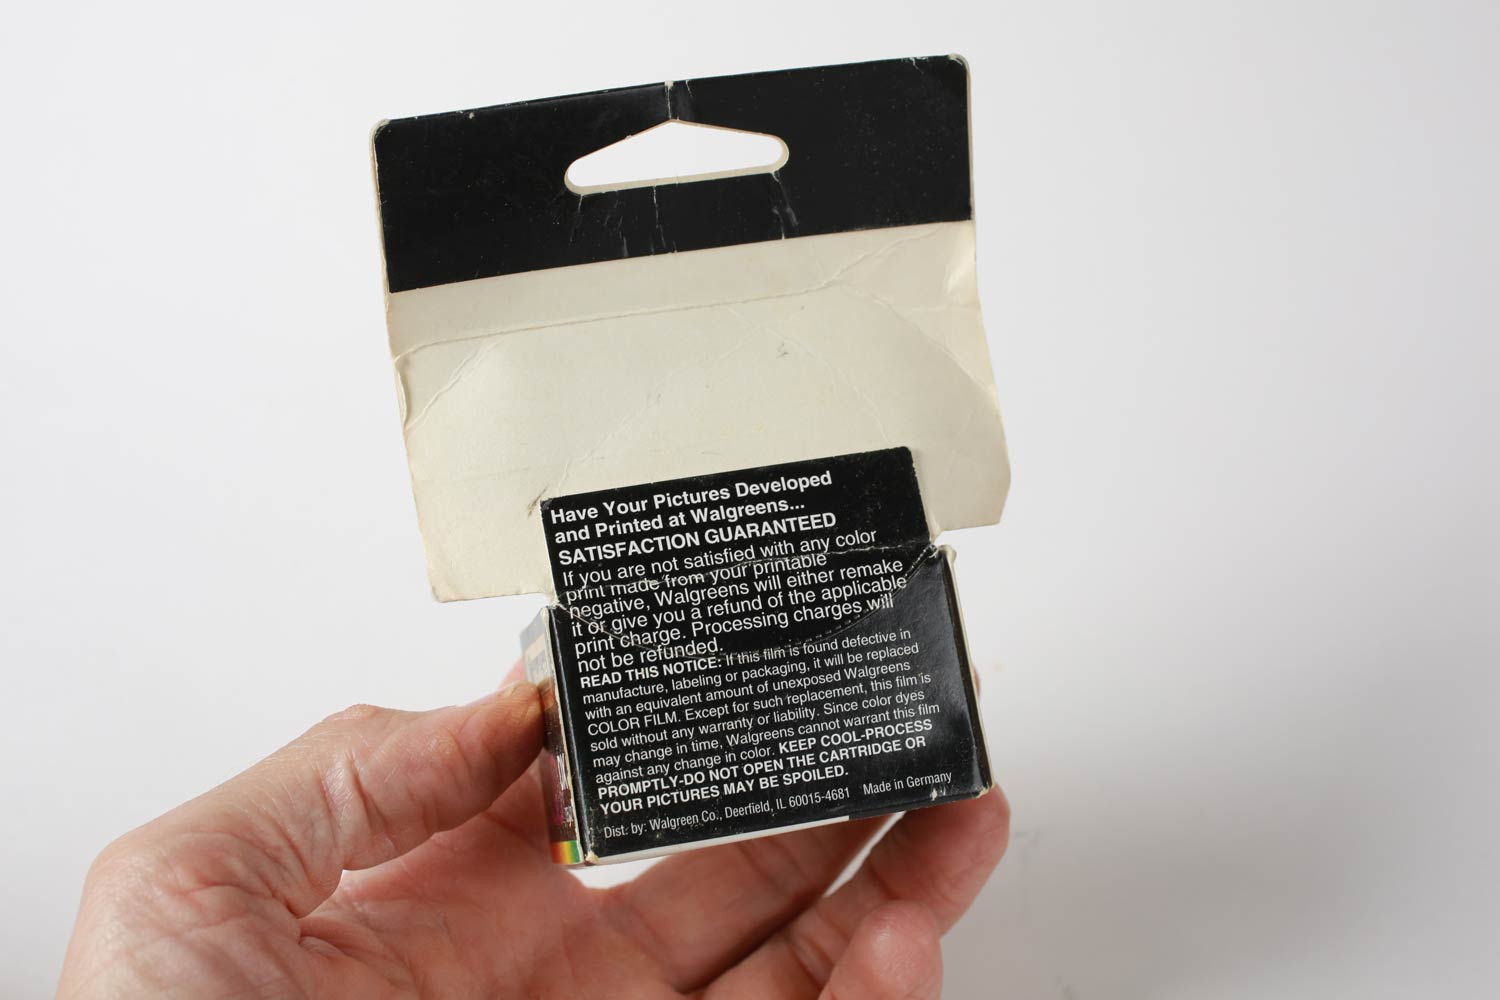 Have Your Pictures Developed
and Printed at Walgreens...
SATISFACTION GUARANTEED
If you are not satisfied with any color
print made from your printable
negative, Walgreens will either remake
it or give you a refund of the applicable
print charge. Processing charges will
not be refunded.
READ THIS NOTICE: If this film is found defective in
manufacture, labeling or packaging, it will be replaced
with an equivalent amount of unexposed Walgreens
COLOR FILM. Except for such replacement, this film is
sold without any warranty or liability. Since color dyes
may change in time, Walgreens cannot warrant this film
against any change in color. KEEP COOL-PROCESS
PROMPTLY-DO NOT OPEN THE CARTRIDGE OR
YOUR PICTURES MAY BE SPOILED.
Dist. by: Walgreen Co., Deerfield, IL 60015-4681 Made in Germany